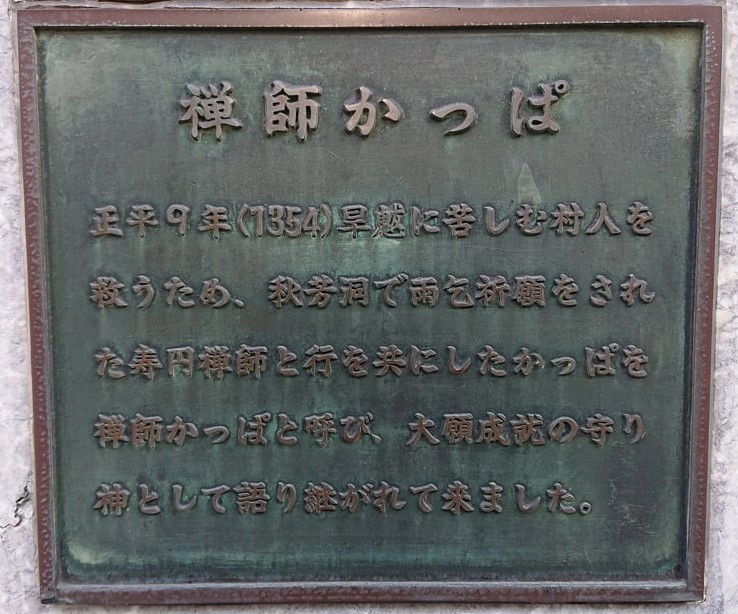 禅師かっぱ
正平9年(1354)早魃に苦しむ村人を
救うため、秋芳洞で雨乞祈願をされ
た寿円禅師と行を共にしたかっぱを
禅師かっぱと呼び、大願成就の守り
神として語り継がれて来ました。